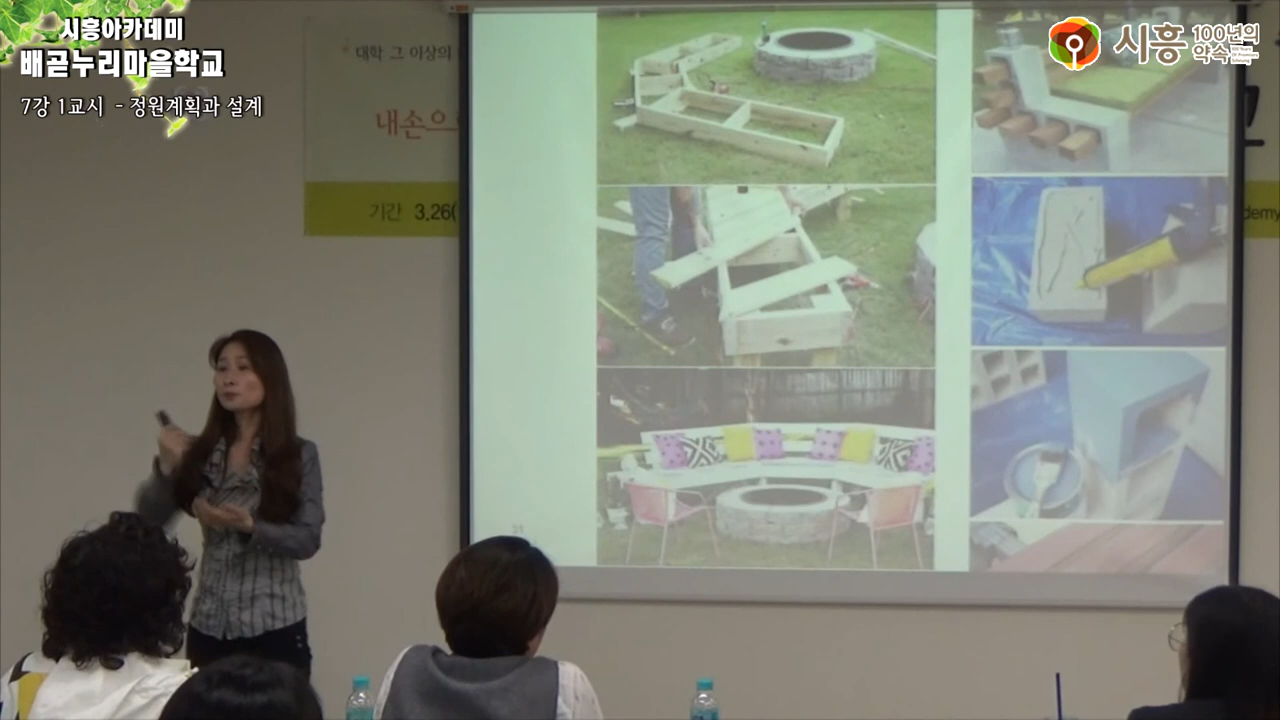 시흥아카데미
배곧누리마을학교
7강 1교시 - 정원계획과 설계
시흥 100년의
약속
대학 그 이상의
내손으
기간 3.26(
demy
31